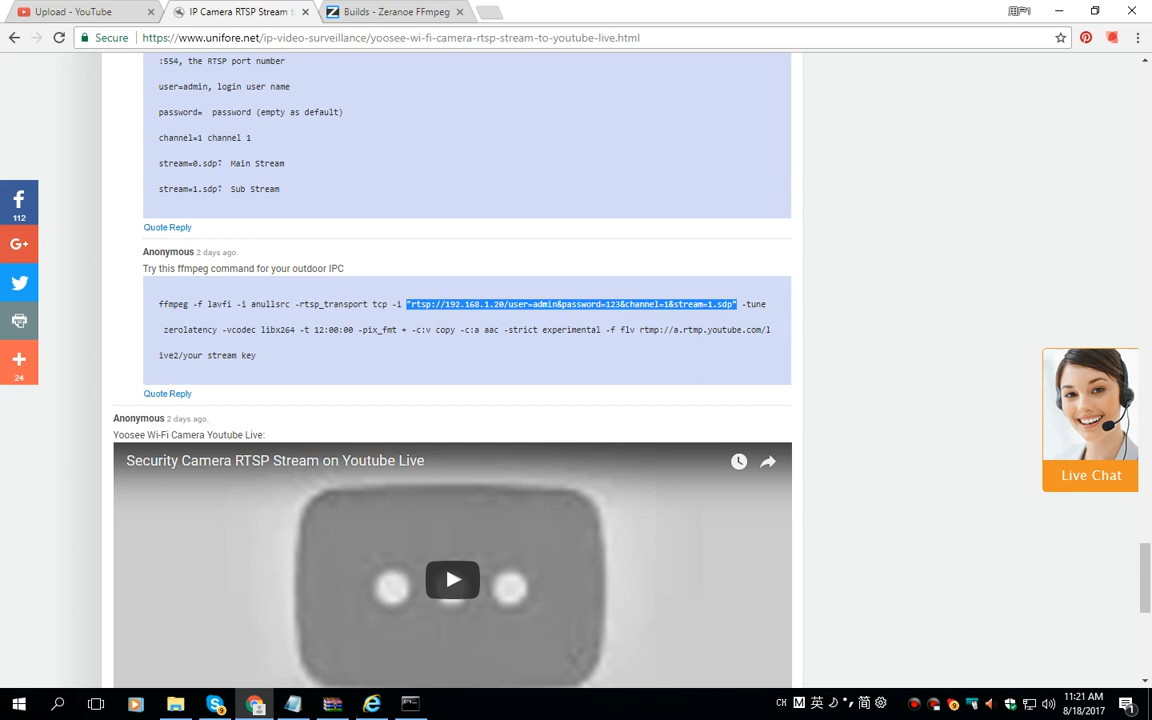 Upload - YouTube
IP Camera RTSP Stream t
Builds - Zeranoe FFmpeg
Secure
https://www.unifore.net/ip-video-surveillance/yoosee-wi-fi-camera-rtsp-stream-to-youtube-live.html
:554, the RTSP port number
user=admin, login user name
password=  password (empty as default)
channel=1 channel 1
stream=0.sdp?  Main Stream
stream=1.sdp?  Sub Stream
Quote Reply
112
Anonymous 2 days ago.
Try this ffmpeg command for your outdoor IPC
ffmpeg -f lavfi -i anullsrc -rtsp_transport tcp -i "rtsp://192.168.1.20/user=admin&password=123&channel=1&stream=1.sdp" -tune
zerolatency -vcodec libx264 -t 12:00:00 -pix_fmt + -c:v copy -c:a aac -strict experimental -f flv rtmp://a.rtmp.youtube.com/l
ive2/your stream key
24
Quote Reply
Anonymous 2 days ago.
Yoosee Wi-Fi Camera Youtube Live:
Security Camera RTSP Stream on Youtube Live
Live Chat
CH M 英 简
11:21 AM
8/18/2017